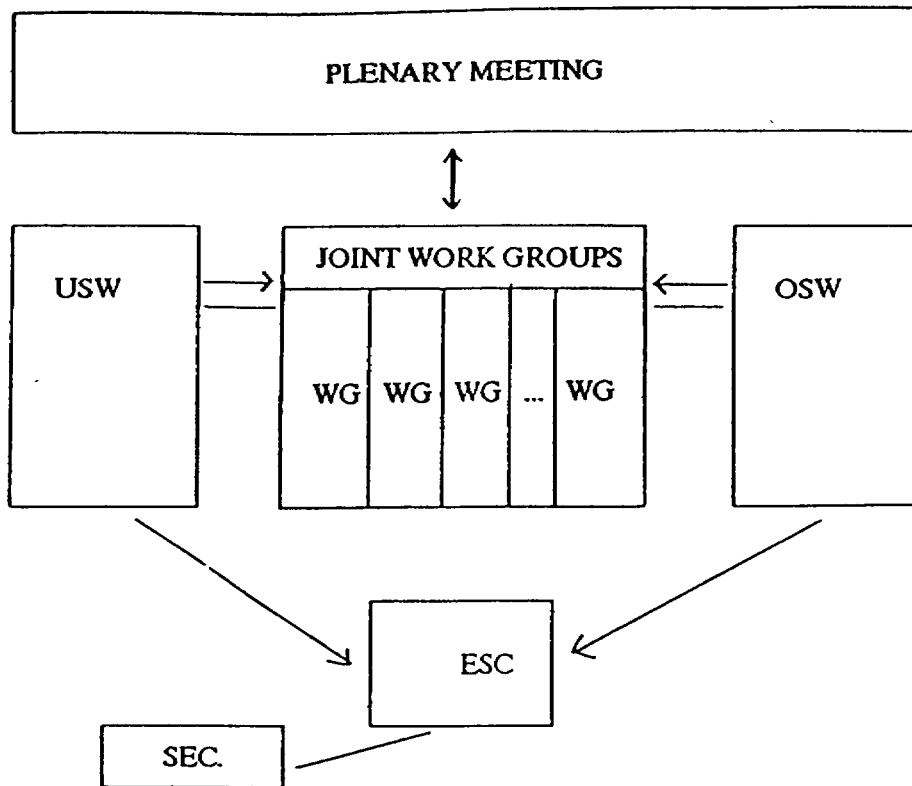 PLENARY MEETING
JOINT WORK GROUPS
USW
OSW
WG WG WG ... WG
ESC
SEC.